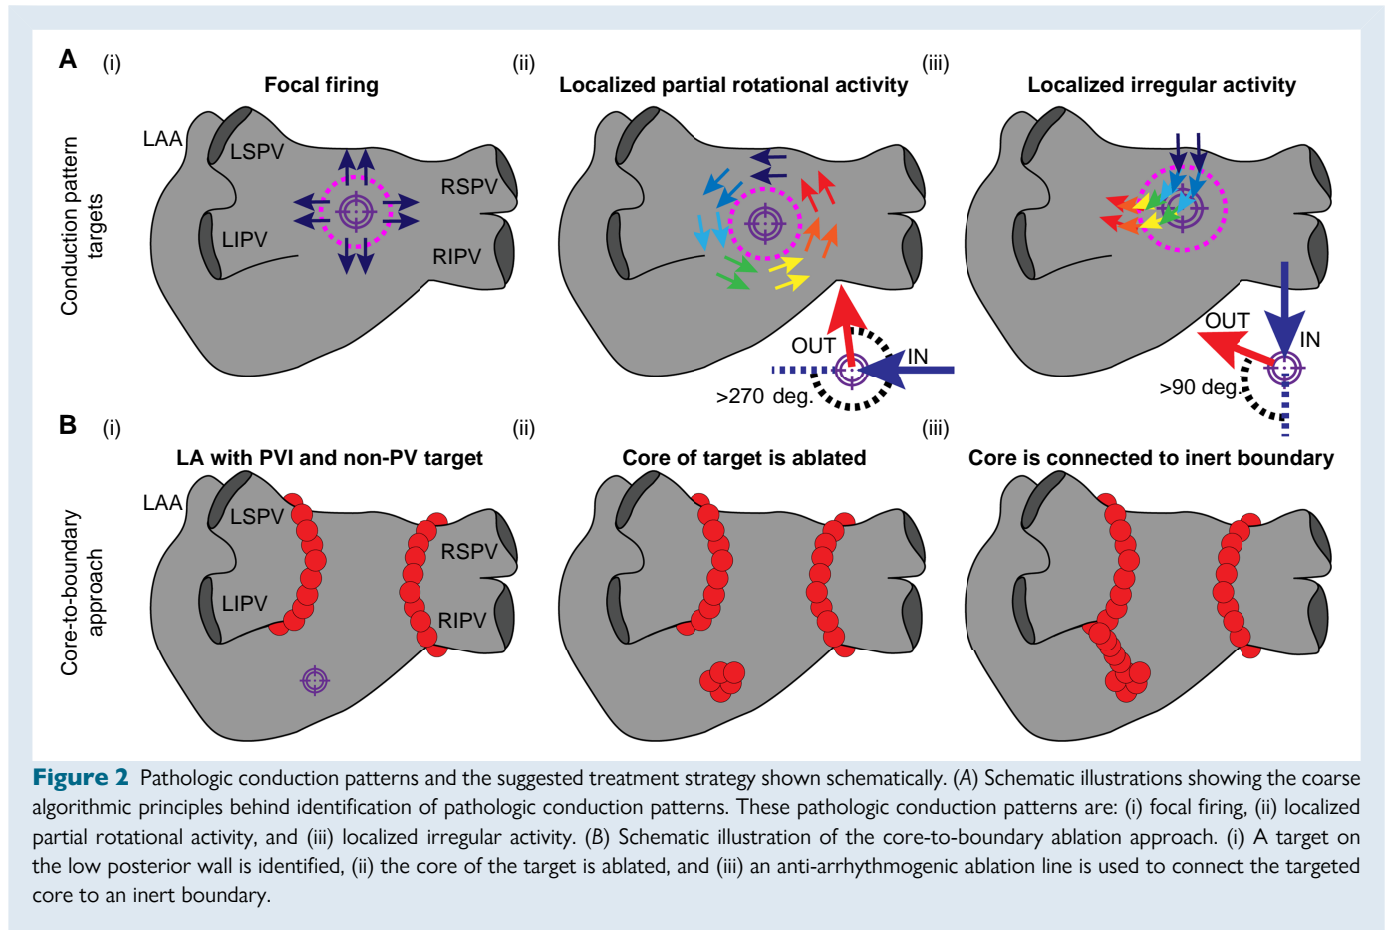 A
(i)
(ii)
(iii)
Focal firing
Localized partial rotational activity
Localized irregular activity
Conduction pattern
targets
LAA
LSPV
RSPV
LIPV
RIPV
OUT
IN
>270 deg.
OUT
IN
>90 deg.
B
(i)
(ii)
(iii)
LA with PVI and non-PV target
Core of target is ablated
Core is connected to inert boundary
Core-to-boundary
approach
LAA
LSPV
RSPV
LIPV
RIPV
Figure 2 Pathologic conduction patterns and the suggested treatment strategy shown schematically. (A) Schematic illustrations showing the coarse
algorithmic principles behind identification of pathologic conduction patterns. These pathologic conduction patterns are: (i) focal firing, (ii) localized
partial rotational activity, and (iii) localized irregular activity. (B) Schematic illustration of the core-to-boundary ablation approach. (i) A target on
the low posterior wall is identified, (ii) the core of the target is ablated, and (iii) an anti-arrhythmogenic ablation line is used to connect the targeted
core to an inert boundary.